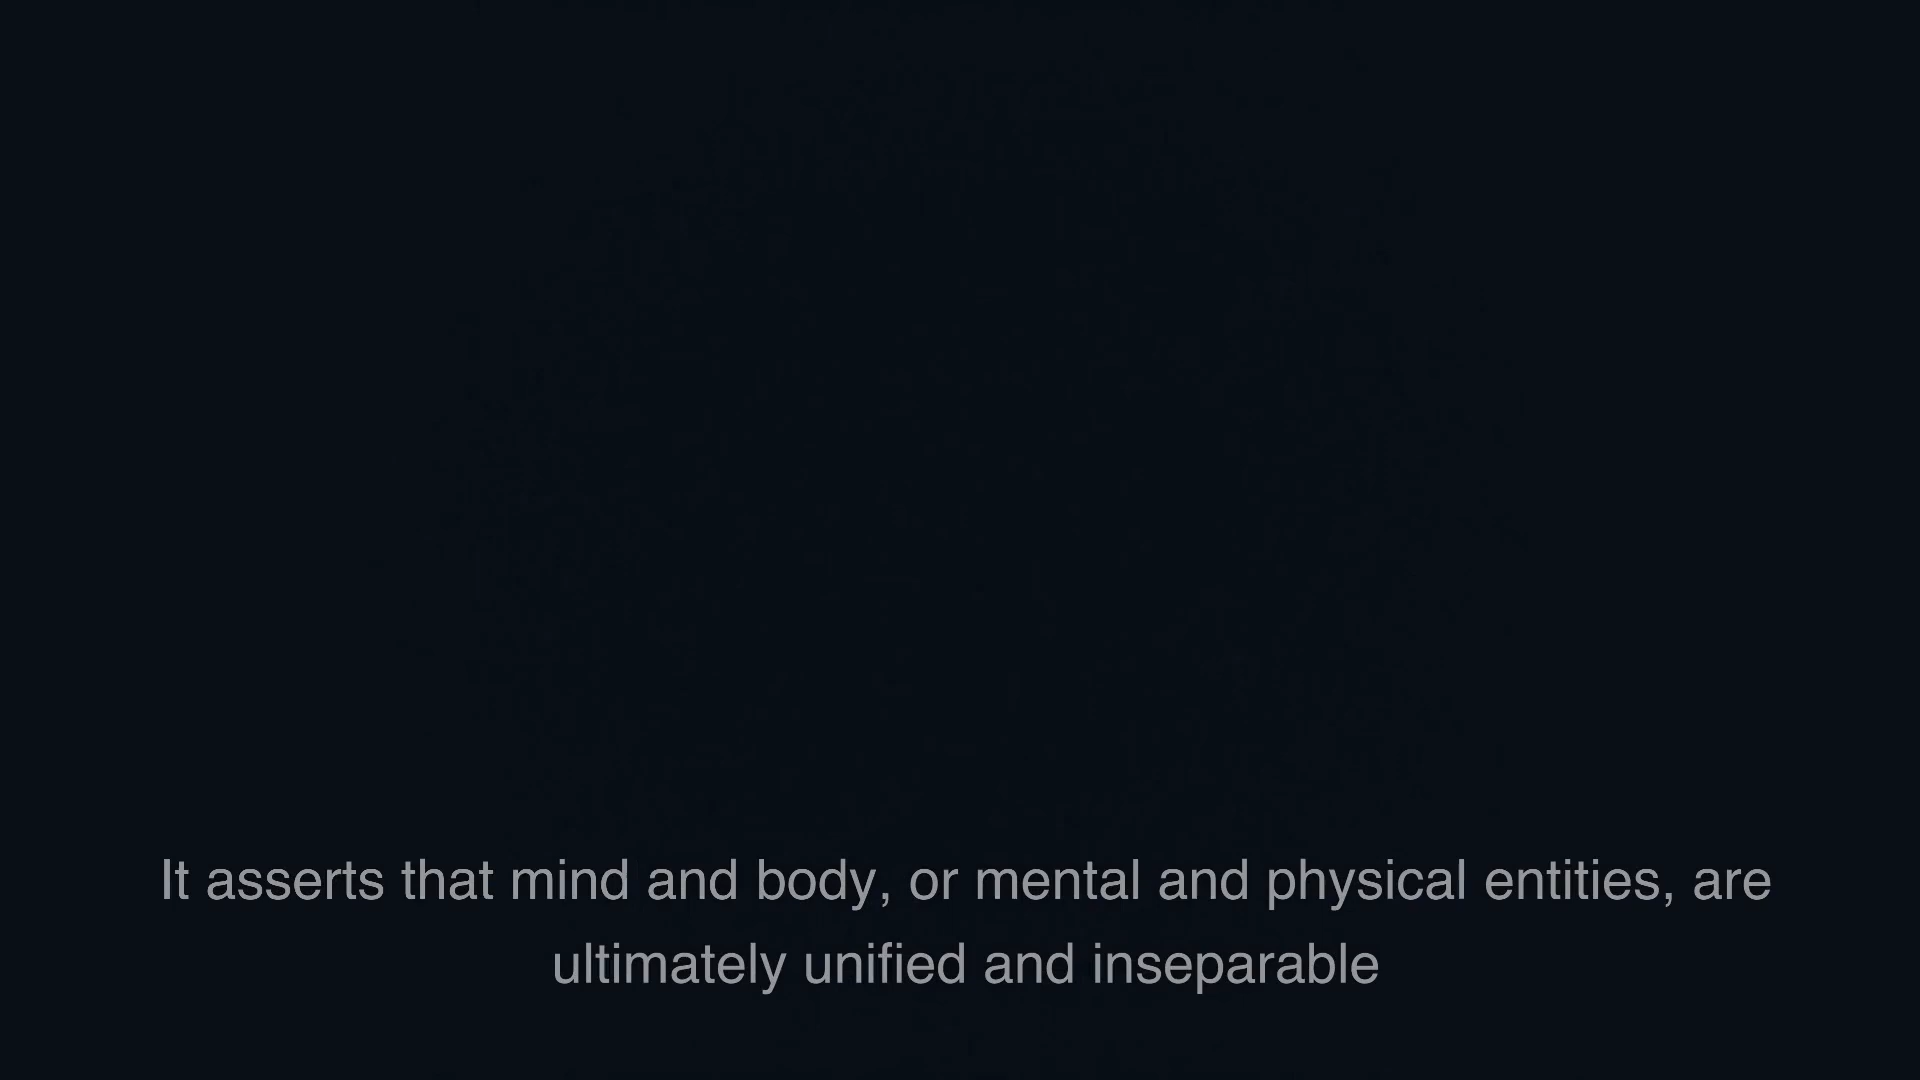 It asserts that mind and body, or mental and physical entities, are
ultimately unified and inseparable